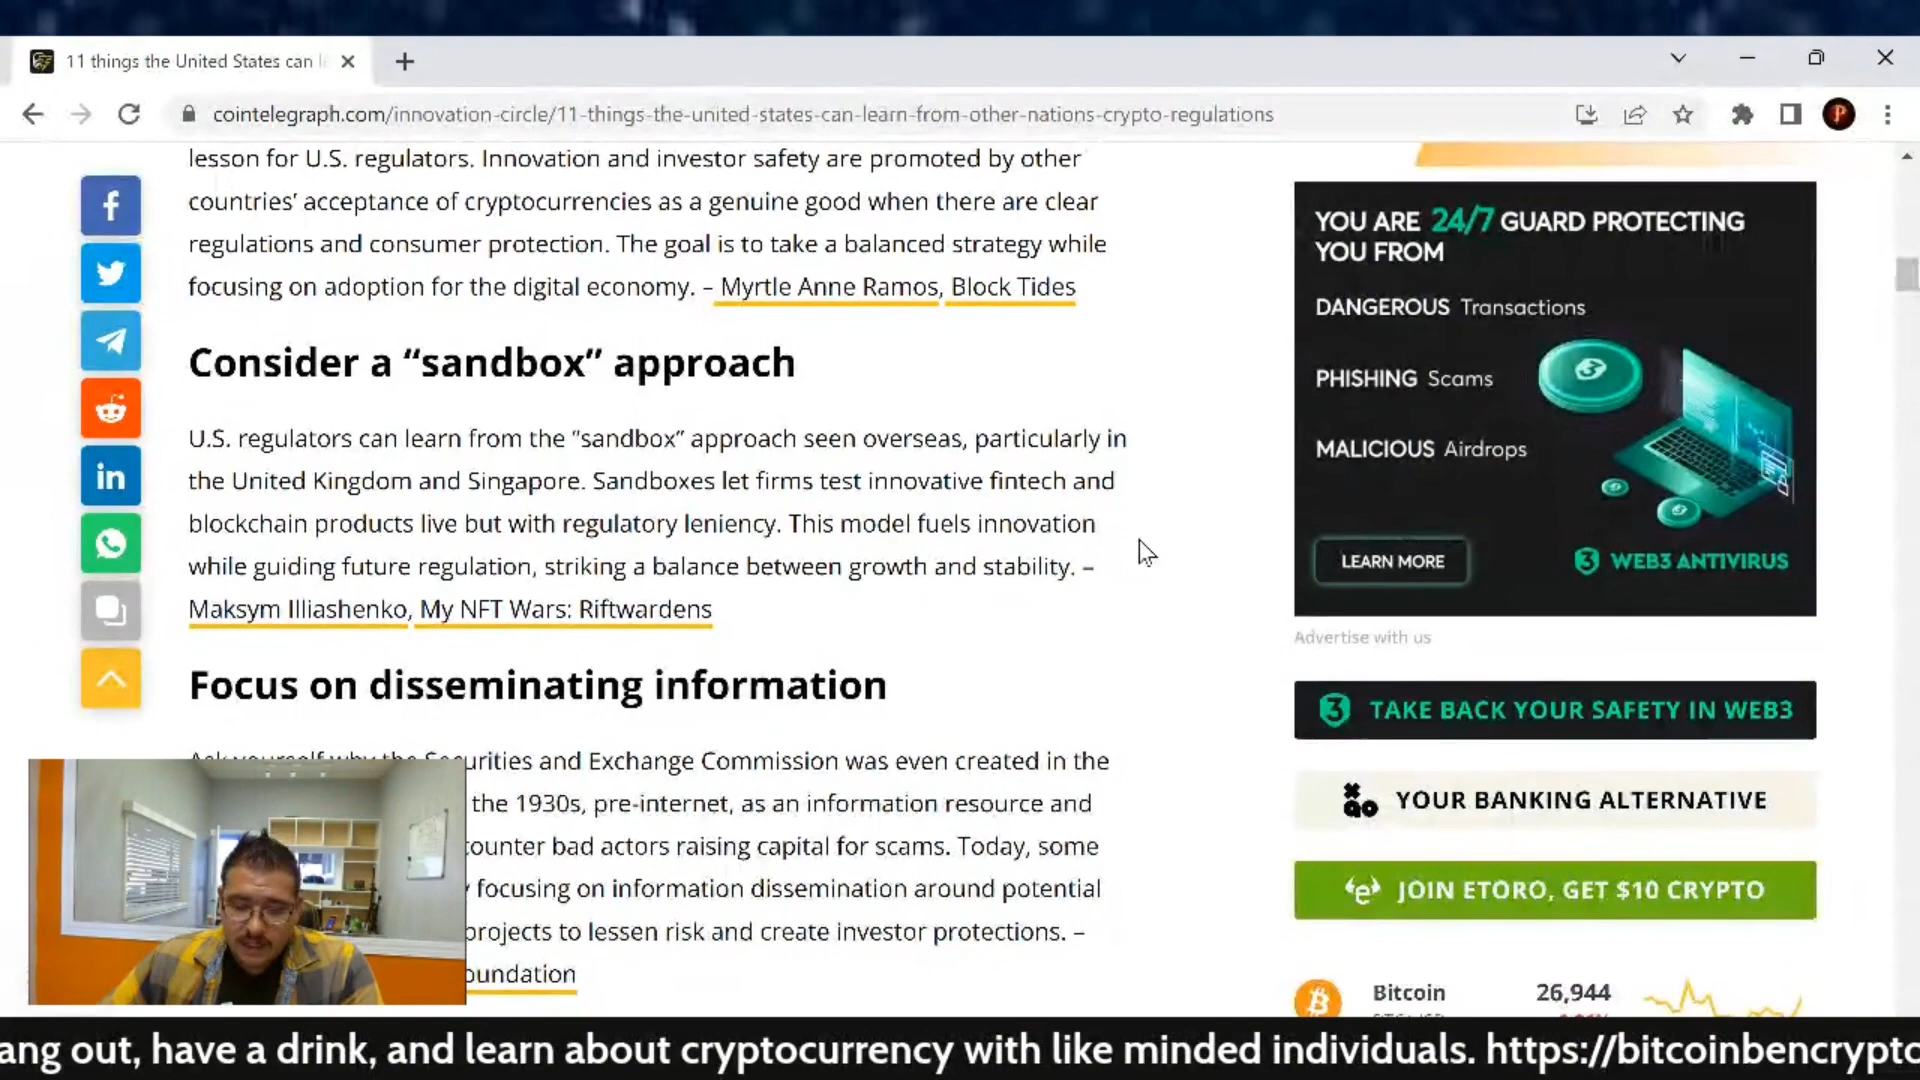 11 things the United States can l
cointelegraph.com/innovation-circle/11-things-the-united-states-can-learn-from-other-nations-crypto-regulations
lesson for U.S. regulators. Innovation and investor safety are promoted by other
countries’ acceptance of cryptocurrencies as a genuine good when there are clear
regulations and consumer protection. The goal is to take a balanced strategy while
focusing on adoption for the digital economy. – Myrtle Anne Ramos, Block Tides
Consider a “sandbox” approach
U.S. regulators can learn from the “sandbox” approach seen overseas, particularly in
the United Kingdom and Singapore. Sandboxes let firms test innovative fintech and
blockchain products live but with regulatory leniency. This model fuels innovation
while guiding future regulation, striking a balance between growth and stability. –
Maksym Illiashenko, My NFT Wars: Riftwardens
Focus on disseminating information
Ask yourself why the Securities and Exchange Commission was even created in the
the 1930s, pre-internet, as an information resource and
counter bad actors raising capital for scams. Today, some
focusing on information dissemination around potential
projects to lessen risk and create investor protections. –
oundation
YOU ARE 24/7 GUARD PROTECTING
YOU FROM
DANGEROUS Transactions
PHISHING Scams
MALICIOUS Airdrops
LEARN MORE
WEB3 ANTIVIRUS
Advertise with us
TAKE BACK YOUR SAFETY IN WEB3
YOUR BANKING ALTERNATIVE
JOIN ETORO, GET $10 CRYPTO
Bitcoin 26,944
ang out, have a drink, and learn about cryptocurrency with like minded individuals. https://bitcoinbencrypto